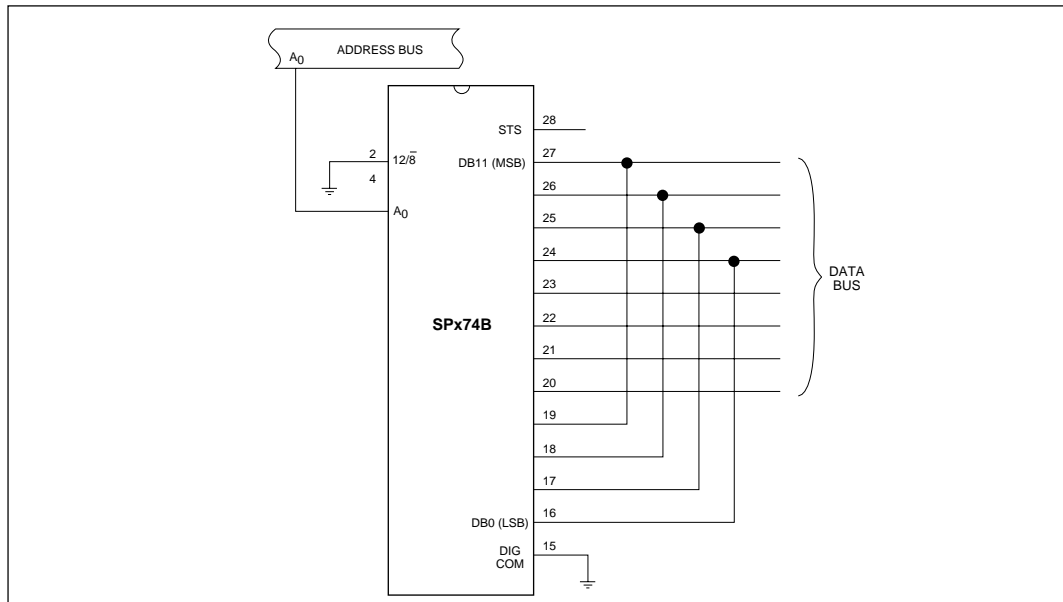 ADDRESS BUS
A0
28
STS
2
12/8̅
27
DB11 (MSB)
4
26
A0
25
24
23
DATA
BUS
22
SPx74B
21
20
19
18
17
16
DB0 (LSB)
15
DIG
COM